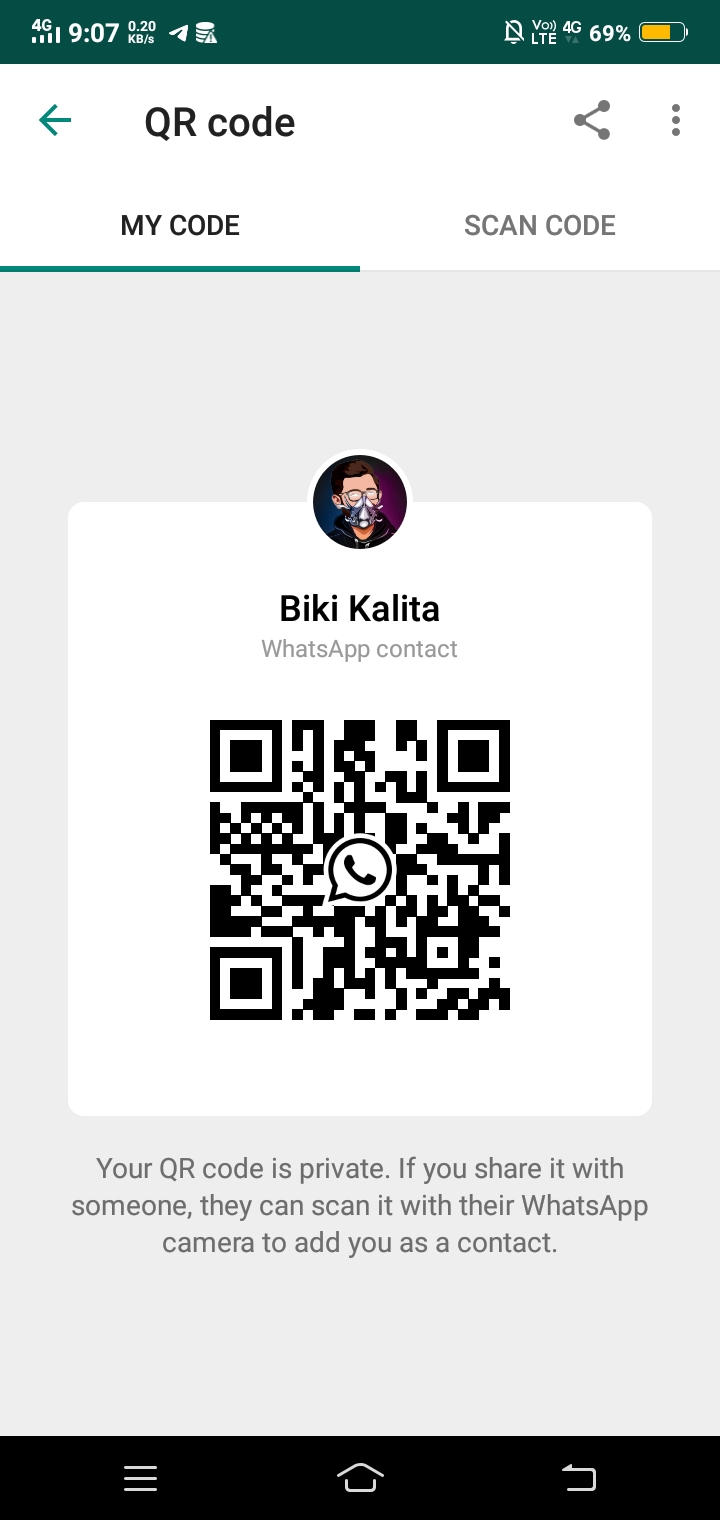 4G 9:07 0.20 KB/s Vo)) LTE 4G 69%
QR code
MY CODE SCAN CODE
Biki Kalita
WhatsApp contact
Your QR code is private. If you share it with
someone, they can scan it with their WhatsApp
camera to add you as a contact.